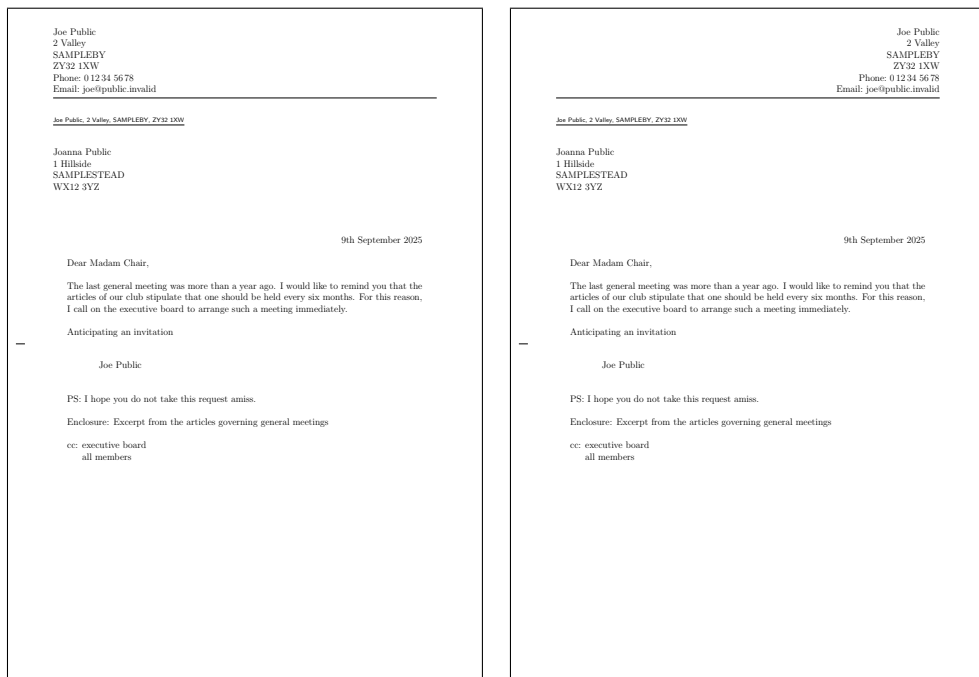 Joe Public
2 Valley
SAMPLEBY
ZY32 1XW
Phone: 0 12 34 56 78
Email: joe@public.invalid
Joe Public, 2 Valley, SAMPLEBY, ZY32 1XW
Joanna Public
1 Hillside
SAMPLESTEAD
WX12 3YZ
9th September 2025
Dear Madam Chair,
The last general meeting was more than a year ago. I would like to remind you that the
articles of our club stipulate that one should be held every six months. For this reason,
I call on the executive board to arrange such a meeting immediately.
Anticipating an invitation
Joe Public
PS: I hope you do not take this request amiss.
Enclosure: Excerpt from the articles governing general meetings
cc: executive board
all members
Joe Public
2 Valley
SAMPLEBY
ZY32 1XW
Phone: 0 12 34 56 78
Email: joe@public.invalid
Joe Public, 2 Valley, SAMPLEBY, ZY32 1XW
Joanna Public
1 Hillside
SAMPLESTEAD
WX12 3YZ
9th September 2025
Dear Madam Chair,
The last general meeting was more than a year ago. I would like to remind you that the
articles of our club stipulate that one should be held every six months. For this reason,
I call on the executive board to arrange such a meeting immediately.
Anticipating an invitation
Joe Public
PS: I hope you do not take this request amiss.
Enclosure: Excerpt from the articles governing general meetings
cc: executive board
all members